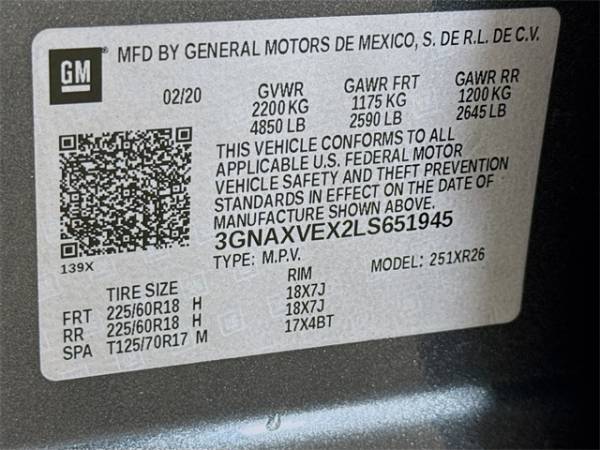 GM
MFD BY GENERAL MOTORS DE MEXICO, S. DE R.L. DE C.V.
02/20 GVWR GAWR FRT GAWR RR
2200 KG 1175 KG 1200 KG
4850 LB 2590 LB 2645 LB
THIS VEHICLE CONFORMS TO ALL
APPLICABLE U.S. FEDERAL MOTOR
VEHICLE SAFETY AND THEFT PREVENTION
STANDARDS IN EFFECT ON THE DATE OF
MANUFACTURE SHOWN ABOVE.
3GNAXVEX2LS651945
139X
TYPE: M.P.V. MODEL: 251XR26
TIRE SIZE RIM
FRT 225/60R18 H 18X7J
RR 225/60R18 H 18X7J
SPA T125/70R17 M 17X4BT